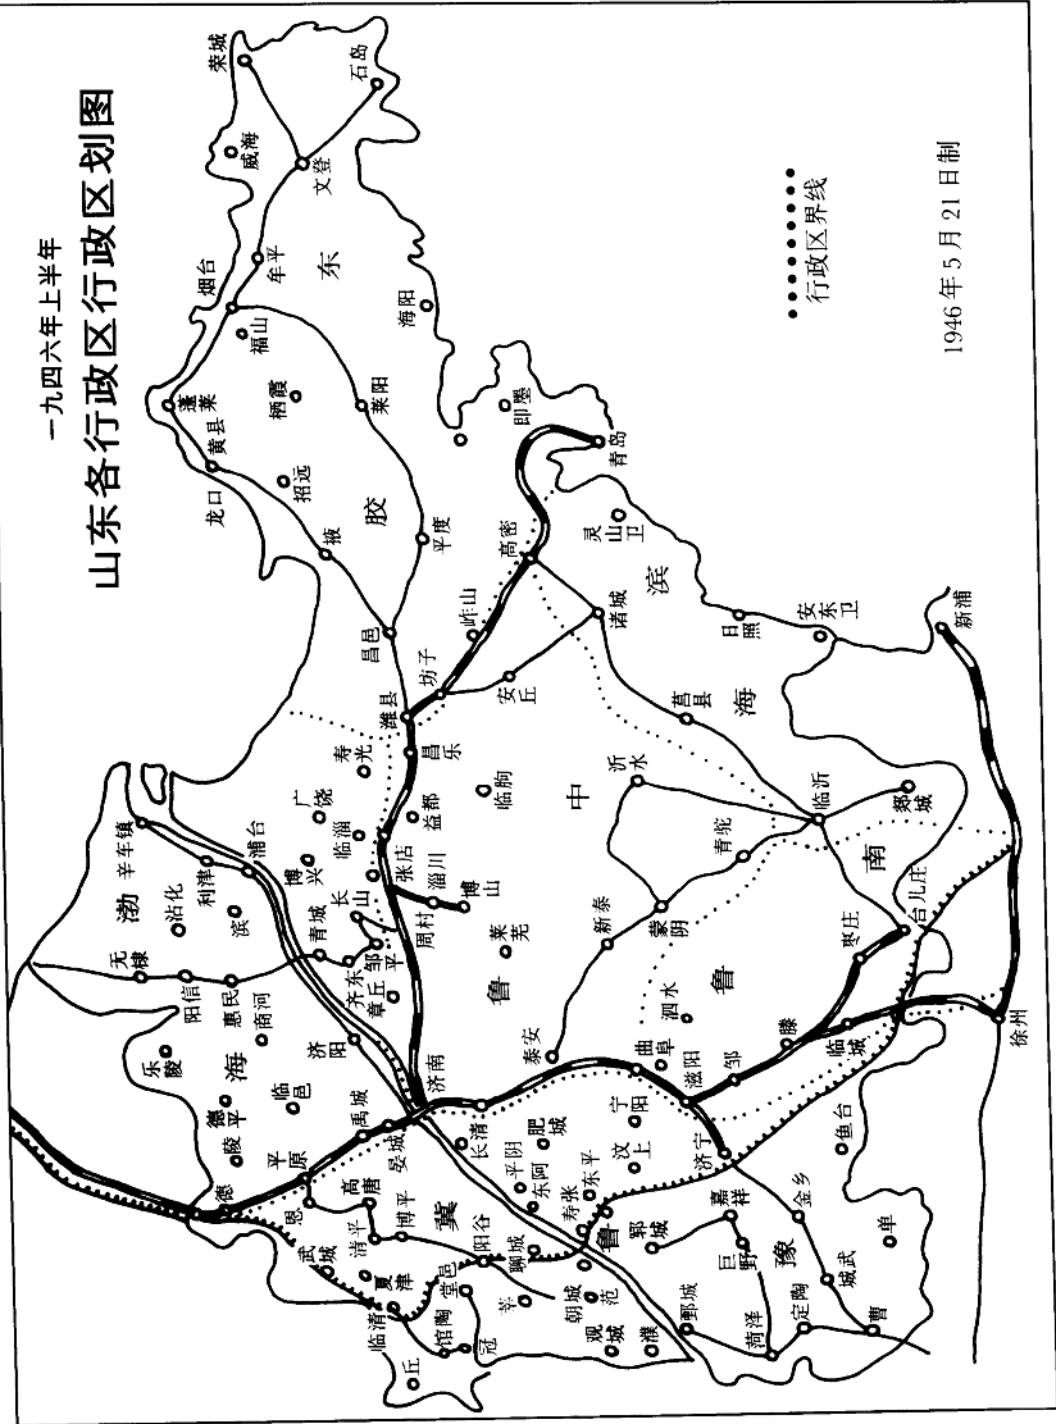 一九四六年上半年
山东各行政区行政区划图
荣城
石岛
威海
文登
烟台
牟平
东
福山
海阳
蓬莱
栖霞
莱阳
黄县
龙口
招远
即墨
青岛
掖
胶
平度
高密
灵山卫
昌邑
岞山
诸城
滨
日照
安东卫
新浦
坊子
潍县
安丘
寿光
昌乐
莒县
海
广饶
益都
临朐
沂水
中
临淄
辛车镇
浦台
利津
博兴
张店
淄川
博山
青驼
临沂
郯城
渤
沾化
滨
长山
青城
周村
莱芜
新泰
蒙阴
南
枣庄
台儿庄
无棣
阳信
惠民
商河
齐东
章丘
邹平
鲁
泗水
鲁
乐陵
海
济阳
济南
泰安
曲阜
滋阳
邹
滕
临城
徐州
德平
临邑
陵
平原
禹城
晏城
长清
平阴
肥城
宁阳
汶上
济宁
鱼台
德
恩
高唐
东阿
东平
寿张
嘉祥
金乡
武城
清平
博平
冀
阳谷
聊城
鲁
郓城
巨野
豫
单
夏津
堂邑
莘
朝城
范
鄄城
定陶
城武
临清
馆陶
冠
观城
濮
菏泽
曹
丘
行政区界线
1946年5月21日制